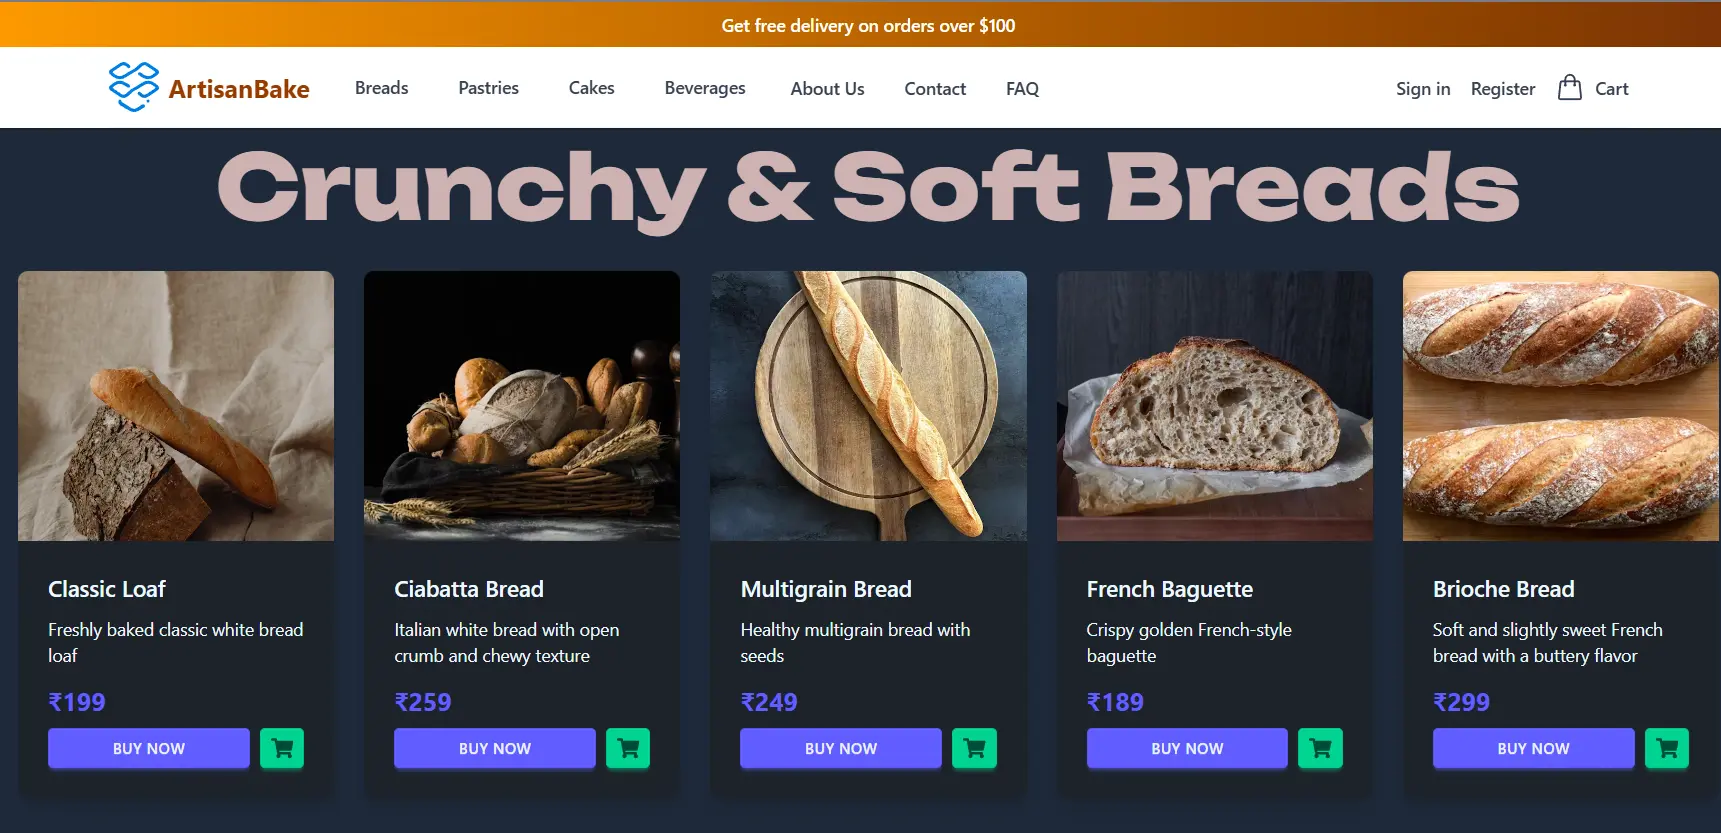 Get free delivery on orders over $100
ArtisanBake
Breads
Pastries
Cakes
Beverages
About Us
Contact
FAQ
Sign in
Register
Cart
Crunchy & Soft Breads
Classic Loaf
Freshly baked classic white bread
loaf
₹199
BUY NOW
Ciabatta Bread
Italian white bread with open
crumb and chewy texture
₹259
BUY NOW
Multigrain Bread
Healthy multigrain bread with
seeds
₹249
BUY NOW
French Baguette
Crispy golden French-style
baguette
₹189
BUY NOW
Brioche Bread
Soft and slightly sweet French
bread with a buttery flavor
₹299
BUY NOW